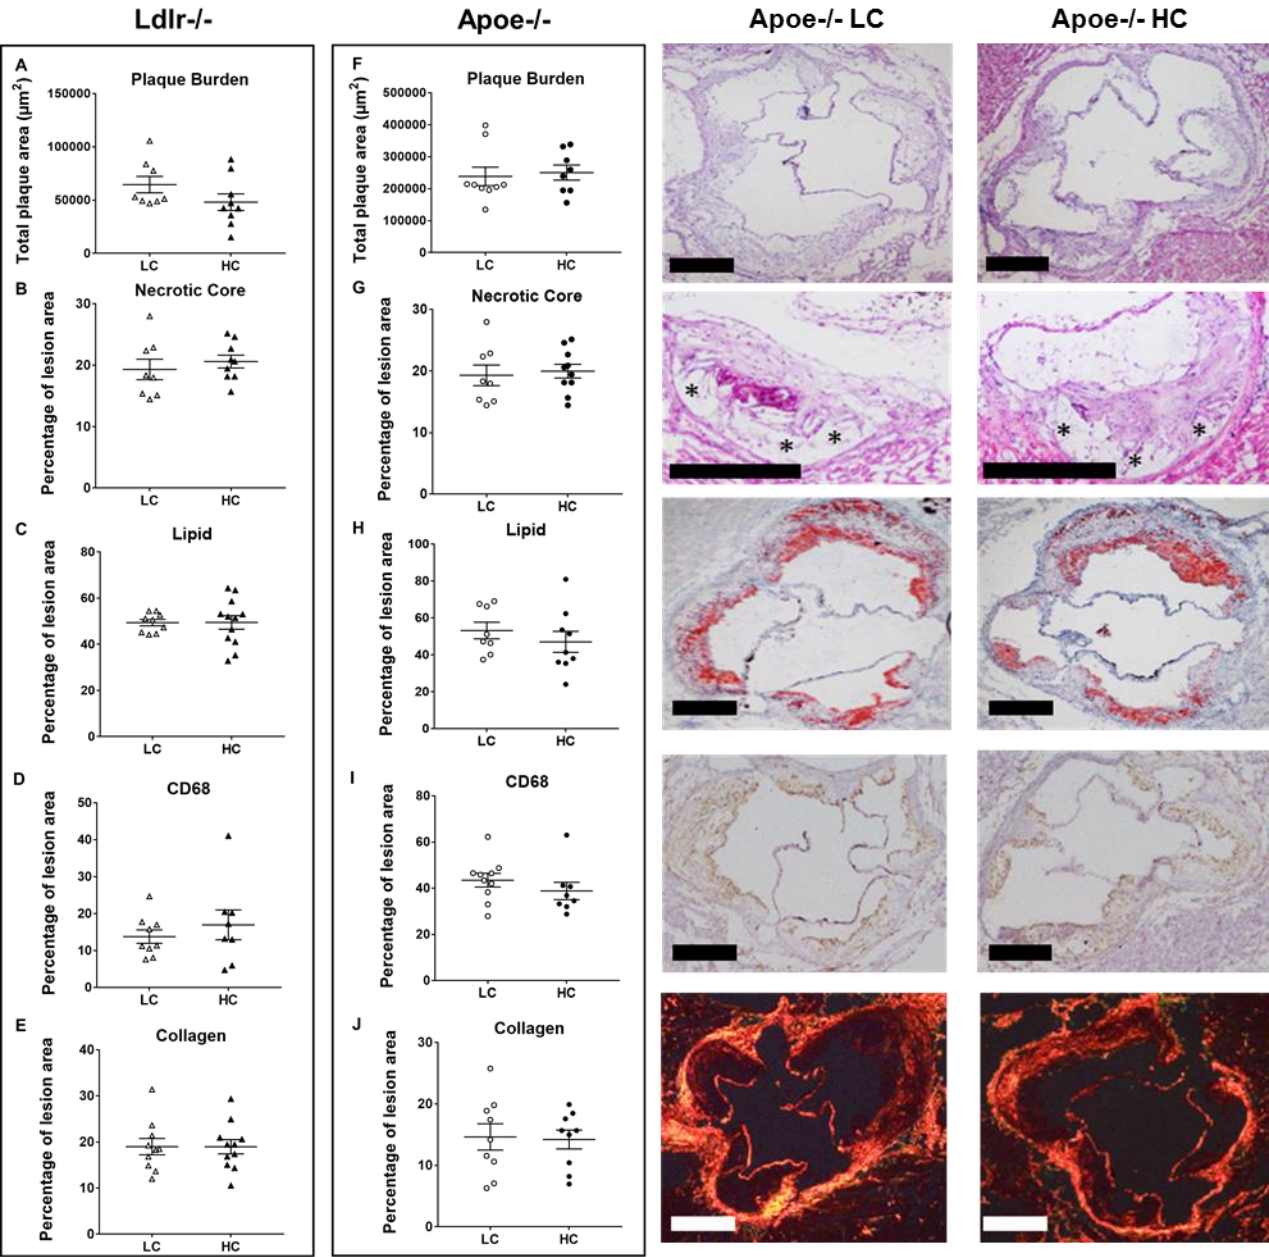 Ldlr-/-
Apoe-/-
Apoe-/- LC
Apoe-/- HC
A
Plaque Burden
Total plaque area (µm²)
150000
100000
50000
0
LC HC
B
Necrotic Core
Percentage of lesion area
30
20
10
0
LC HC
C
Lipid
Percentage of lesion area
80
60
40
20
0
LC HC
D
CD68
Percentage of lesion area
50
40
30
20
10
0
LC HC
E
Collagen
Percentage of lesion area
40
30
20
10
0
LC HC
F
Plaque Burden
Total plaque area (µm²)
500000
400000
300000
200000
100000
0
LC HC
G
Necrotic Core
Percentage of lesion area
30
20
10
0
LC HC
H
Lipid
Percentage of lesion area
100
80
60
40
20
0
LC HC
I
CD68
Percentage of lesion area
80
60
40
20
0
LC HC
J
Collagen
Percentage of lesion area
30
20
10
0
LC HC
* * *
* * *